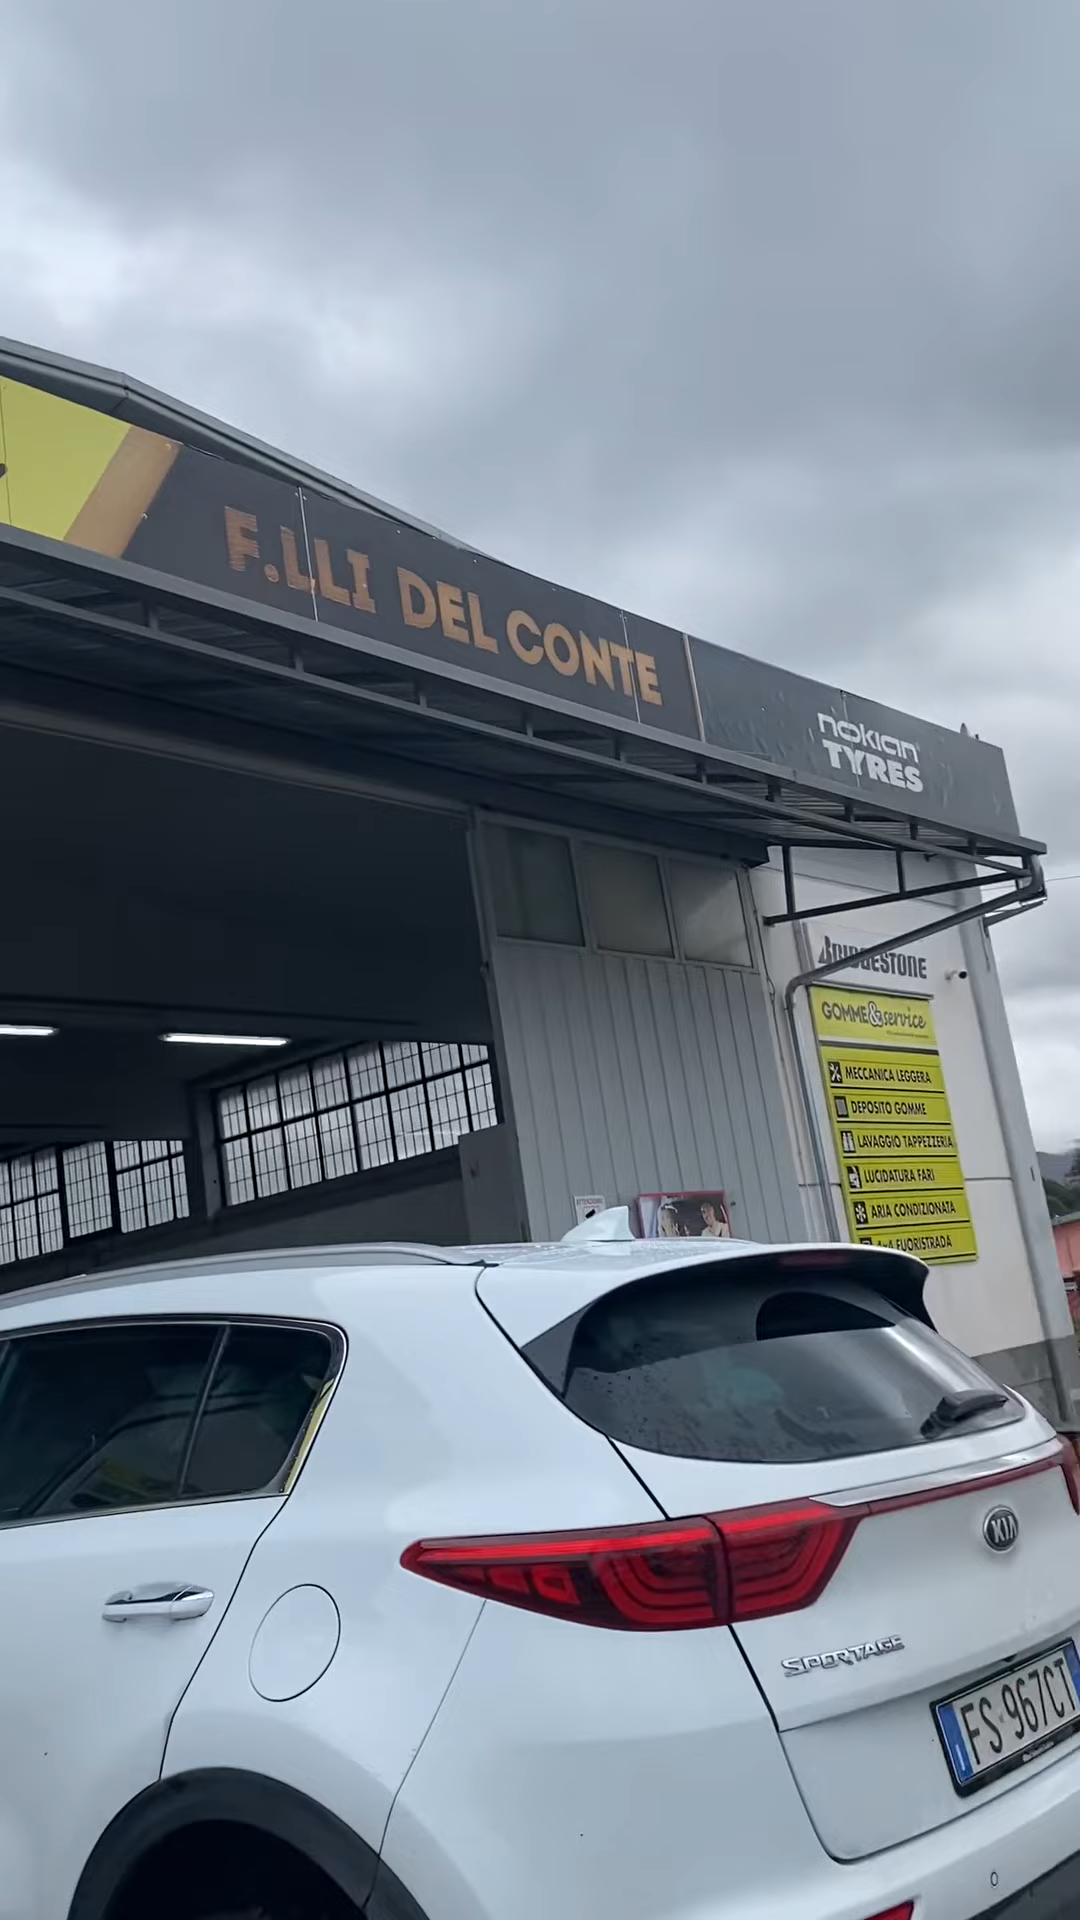 F.LLI DEL CONTE
nokian
TYRES
BRIDGESTONE
GOMME&service
MECCANICA LEGGERA
DEPOSITO GOMME
LAVAGGIO TAPPEZZERIA
LUCIDATURA FARI
ARIA CONDIZIONATA
4x4 FUORISTRADA
KIA
SPORTAGE
FS 967CT